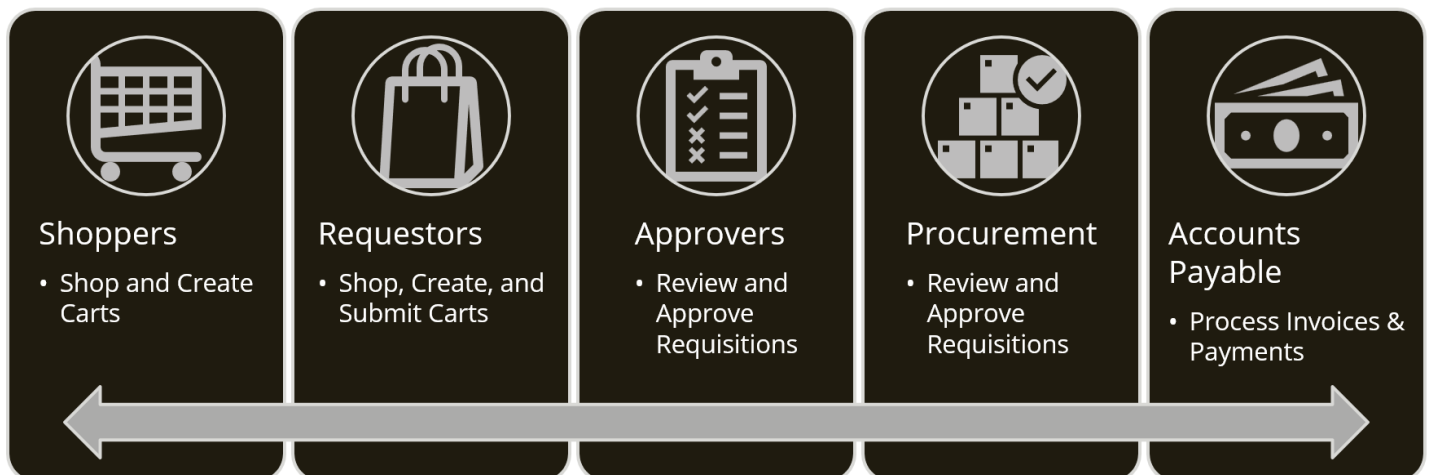 Shoppers
• Shop and Create
Carts
Requestors
• Shop, Create, and
Submit Carts
Approvers
• Review and
Approve
Requisitions
Procurement
• Review and
Approve
Requisitions
Accounts
Payable
• Process Invoices &
Payments